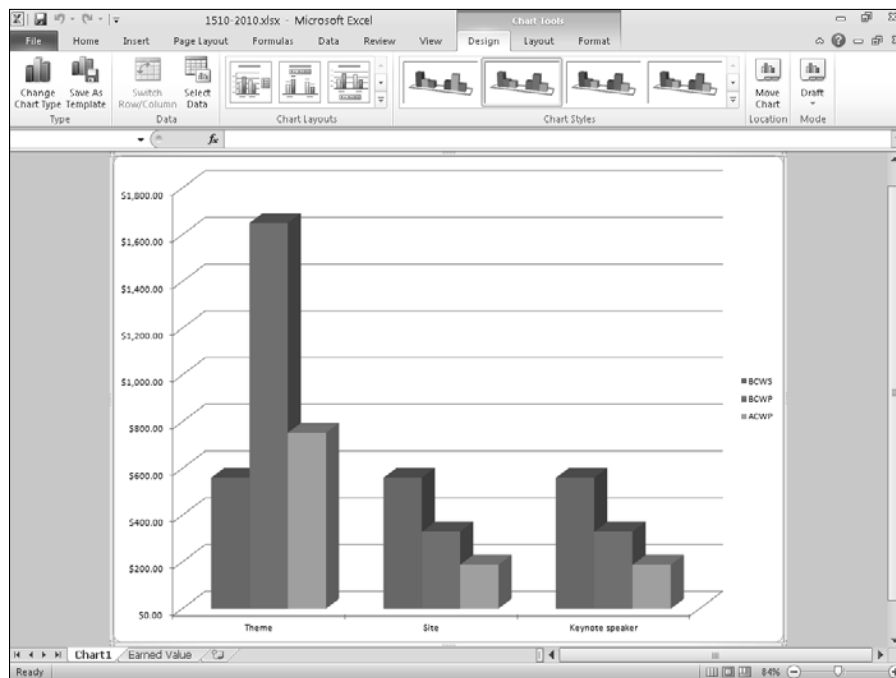 1510-2010.xlsx - Microsoft Excel
Chart Tools
File Home Insert Page Layout Formulas Data Review View Design Layout Format
Change Chart Type
Save As Template
Switch Row/Column
Select Data
Move Chart
Draft
Type Data Chart Layouts Chart Styles Location Mode
fx
$1,800.00
$1,600.00
$1,400.00
$1,200.00
$1,000.00
$800.00
$600.00
$400.00
$200.00
$0.00
BCWS
BCWP
ACWP
Theme Site Keynote speaker
Chart1 Earned Value
Ready 84%